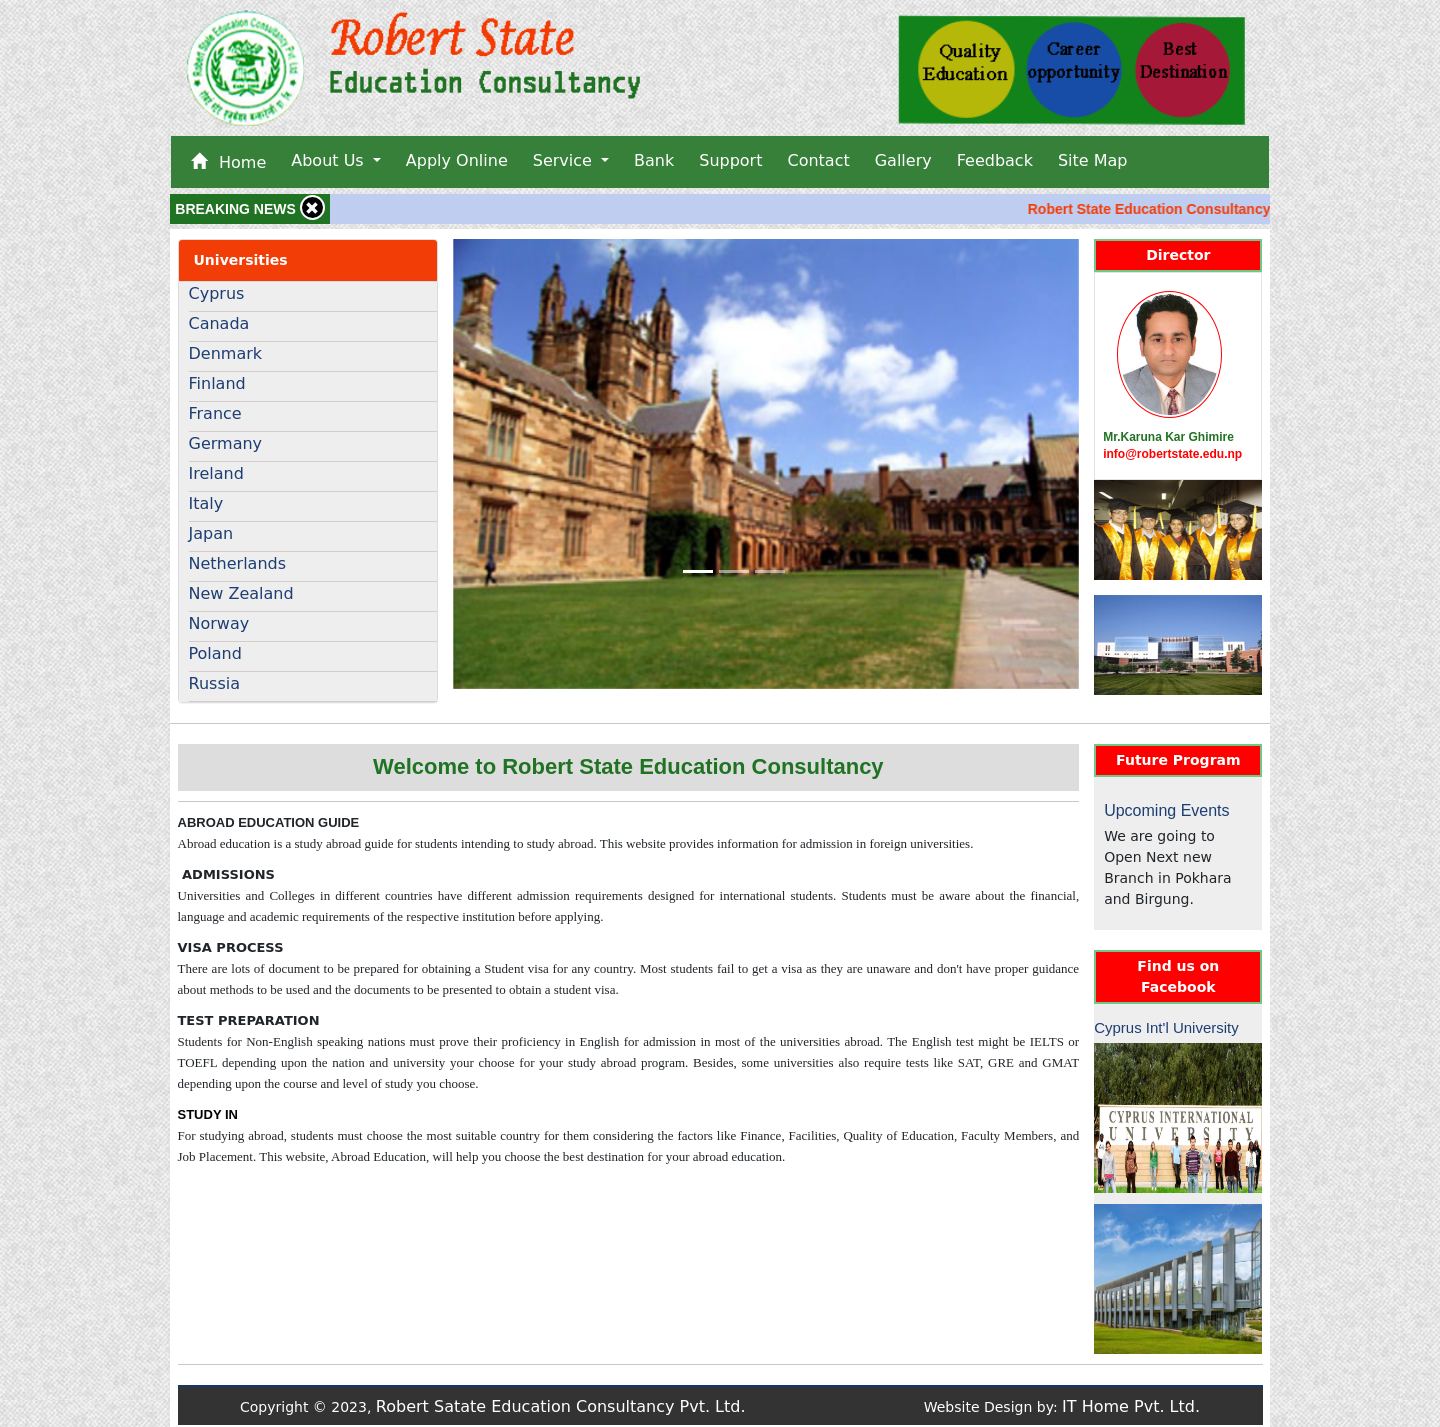 Robert State Education Consultancy Pvt. Ltd
Robert State
Education Consultancy
Quality
Education
Career
opportunity
Best
Destination
Home About Us Apply Online Service Bank Support Contact Gallery Feedback Site Map
BREAKING NEWS
Robert State Education Consultancy
Universities
Cyprus
Canada
Denmark
Finland
France
Germany
Ireland
Italy
Japan
Netherlands
New Zealand
Norway
Poland
Russia
Director
Mr.Karuna Kar Ghimire
info@robertstate.edu.np
Welcome to Robert State Education Consultancy
ABROAD EDUCATION GUIDE
Abroad education is a study abroad guide for students intending to study abroad. This website provides information for admission in foreign universities.
ADMISSIONS
Universities and Colleges in different countries have different admission requirements designed for international students. Students must be aware about the financial,
language and academic requirements of the respective institution before applying.
VISA PROCESS
There are lots of document to be prepared for obtaining a Student visa for any country. Most students fail to get a visa as they are unaware and don't have proper guidance
about methods to be used and the documents to be presented to obtain a student visa.
TEST PREPARATION
Students for Non-English speaking nations must prove their proficiency in English for admission in most of the universities abroad. The English test might be IELTS or
TOEFL depending upon the nation and university your choose for your study abroad program. Besides, some universities also require tests like SAT, GRE and GMAT
depending upon the course and level of study you choose.
STUDY IN
For studying abroad, students must choose the most suitable country for them considering the factors like Finance, Facilities, Quality of Education, Faculty Members, and
Job Placement. This website, Abroad Education, will help you choose the best destination for your abroad education.
Future Program
Upcoming Events
We are going to
Open Next new
Branch in Pokhara
and Birgung.
Find us on
Facebook
Cyprus Int'l University
CYPRUS INTERNATIONAL
UNIVERSITY
Copyright © 2023, Robert Satate Education Consultancy Pvt. Ltd.
Website Design by: IT Home Pvt. Ltd.